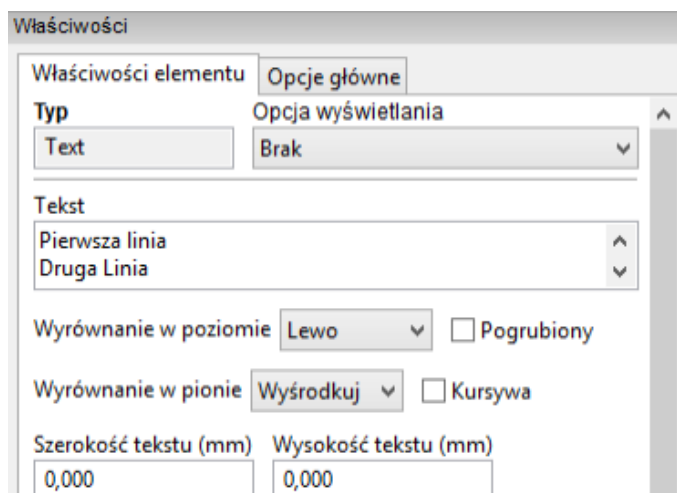 Właściwości
Właściwości elementu Opcje główne
Typ Opcja wyświetlania
Text Brak
Tekst
Pierwsza linia
Druga Linia
Wyrównanie w poziomie Lewo Pogrubiony
Wyrównanie w pionie Wyśrodkuj Kursywa
Szerokość tekstu (mm) Wysokość tekstu (mm)
0,000 0,000